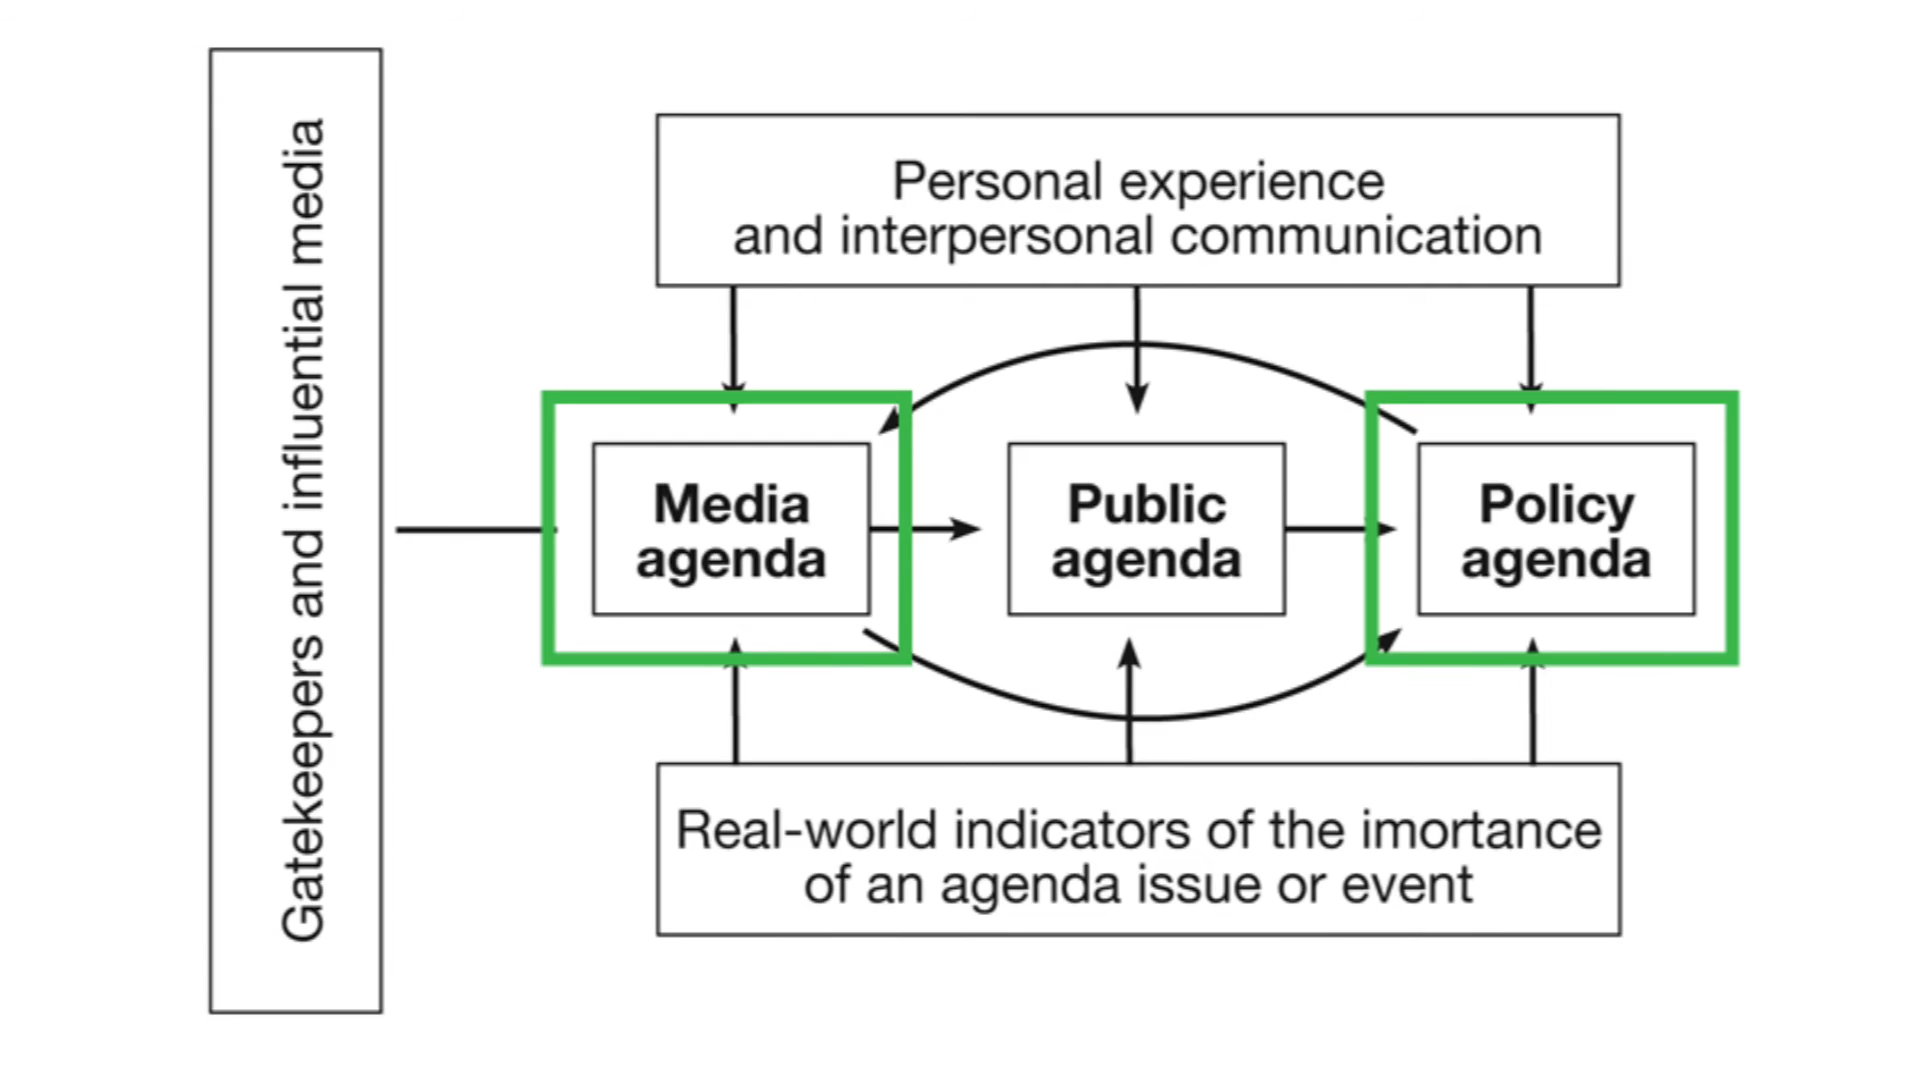 Gatekeepers and influential media
Personal experience
and interpersonal communication
Media
agenda
Public
agenda
Policy
agenda
Real-world indicators of the imortance
of an agenda issue or event